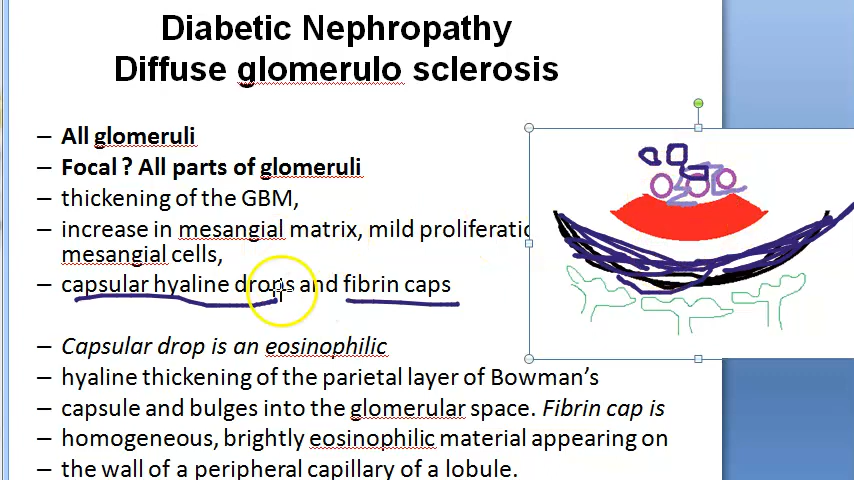 Diabetic Nephropathy
Diffuse glomerulo sclerosis
– All glomeruli
– Focal ? All parts of glomeruli
– thickening of the GBM,
– increase in mesangial matrix, mild proliferatio
mesangial cells,
– capsular hyaline drops and fibrin caps
– Capsular drop is an eosinophilic
– hyaline thickening of the parietal layer of Bowman’s
– capsule and bulges into the glomerular space. Fibrin cap is
– homogeneous, brightly eosinophilic material appearing on
– the wall of a peripheral capillary of a lobule.